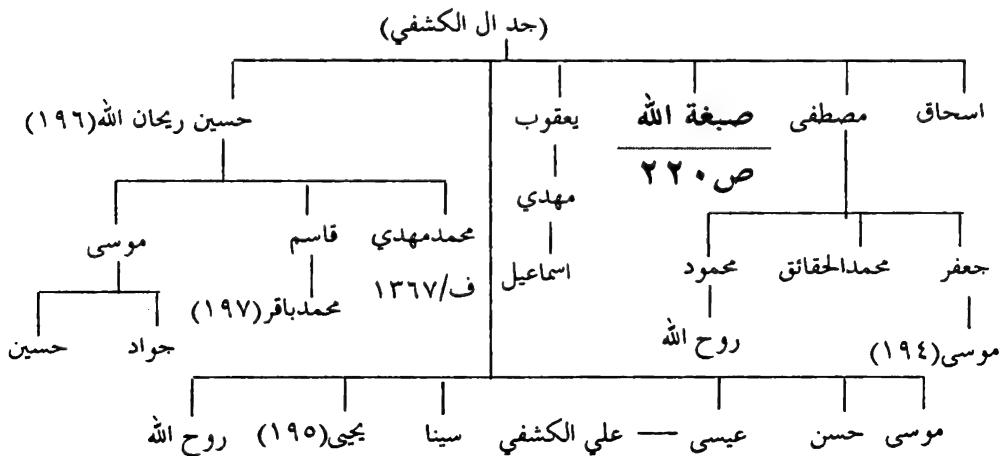 (جد ال الكشفي)
اسحاق مصطفى صبغة الله يعقوب حسين ريحان الله(١٩٦)
ص٢٢٠
مهدي
محمدمهدي قاسم موسى
جعفر محمدالحقائق محمود اسماعيل
ف/١٣٦٧ محمدباقر(١٩٧)
موسى(١٩٤) روح الله جواد حسين
موسى حسن عيسى — علي الكشفي سينا يحيى(١٩٥) روح الله